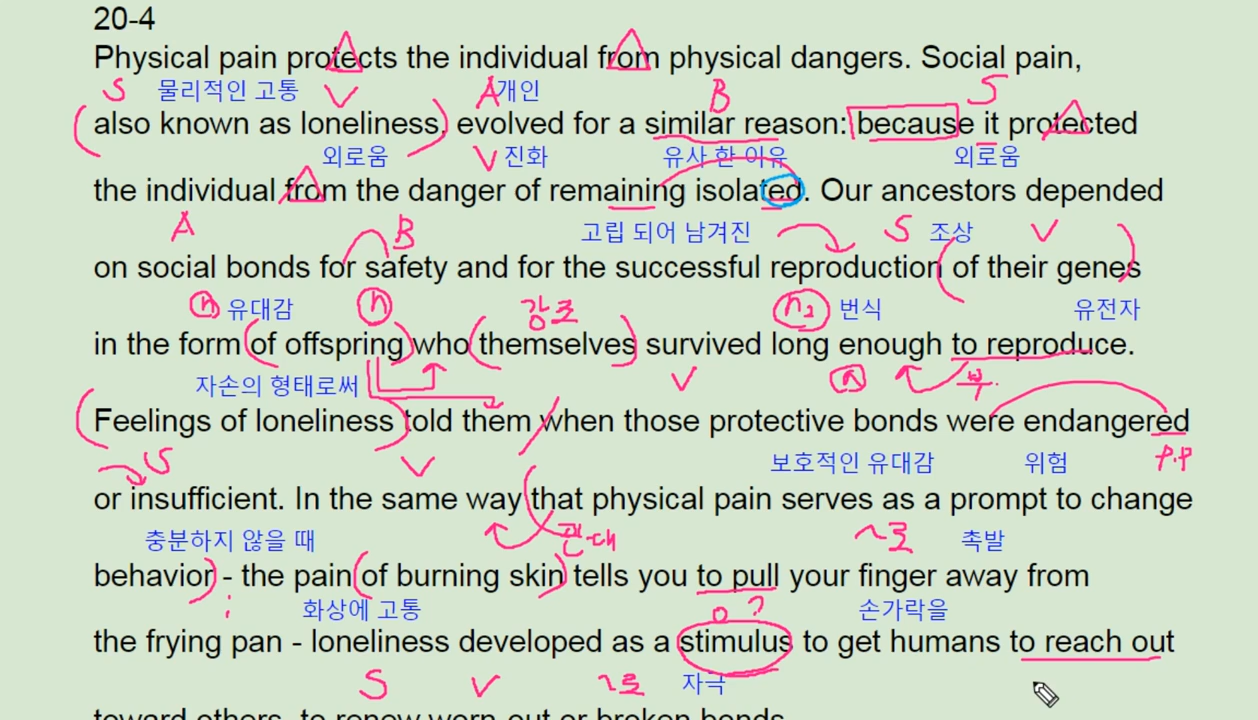 20-4
Physical pain protects the individual from physical dangers. Social pain,
S 물리적인 고통 V A 개인 B S
also known as loneliness, evolved for a similar reason: because it protected
외로움 V 진화 유사 한 이유 외로움
the individual from the danger of remaining isolated. Our ancestors depended
A B 고립 되어 남겨진 S 조상 V
on social bonds for safety and for the successful reproduction of their genes
n 유대감 n 강조 n2 번식 유전자
in the form of offspring who themselves survived long enough to reproduce.
자손의 형태로써 V a 부
Feelings of loneliness told them when those protective bonds were endangered
S V 보호적인 유대감 위험 P.P
or insufficient. In the same way that physical pain serves as a prompt to change
충분하지 않을 때 관대 ~로 촉발
behavior - the pain of burning skin tells you to pull your finger away from
화상에 고통 o ? 손가락을
the frying pan - loneliness developed as a stimulus to get humans to reach out
S V ~로 자극
toward others, to renew worn-out or broken bonds.